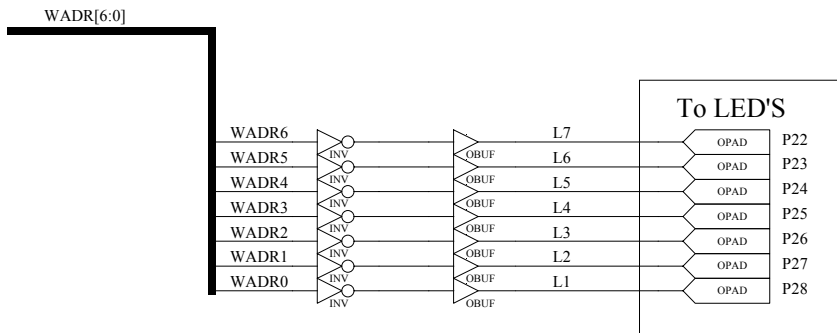 WADR[6:0]
To LED'S
WADR6 INV OBUF L7 OPAD P22
WADR5 INV OBUF L6 OPAD P23
WADR4 INV OBUF L5 OPAD P24
WADR3 INV OBUF L4 OPAD P25
WADR2 INV OBUF L3 OPAD P26
WADR1 INV OBUF L2 OPAD P27
WADR0 INV OBUF L1 OPAD P28